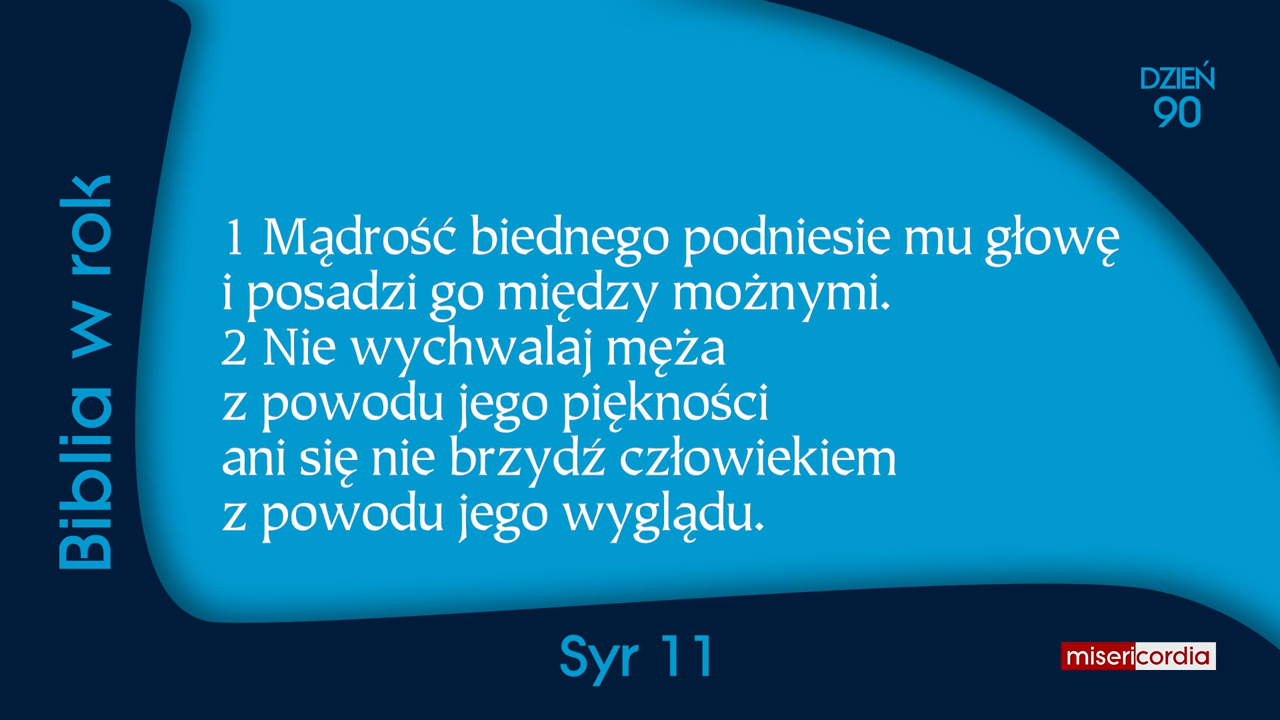 DZIEŃ
90
Biblia w rok
1 Mądrość biednego podniesie mu głowę
i posadzi go między możnymi.
2 Nie wychwalaj męża
z powodu jego piękności
ani się nie brzydź człowiekiem
z powodu jego wyglądu.
Syr 11
misericordia